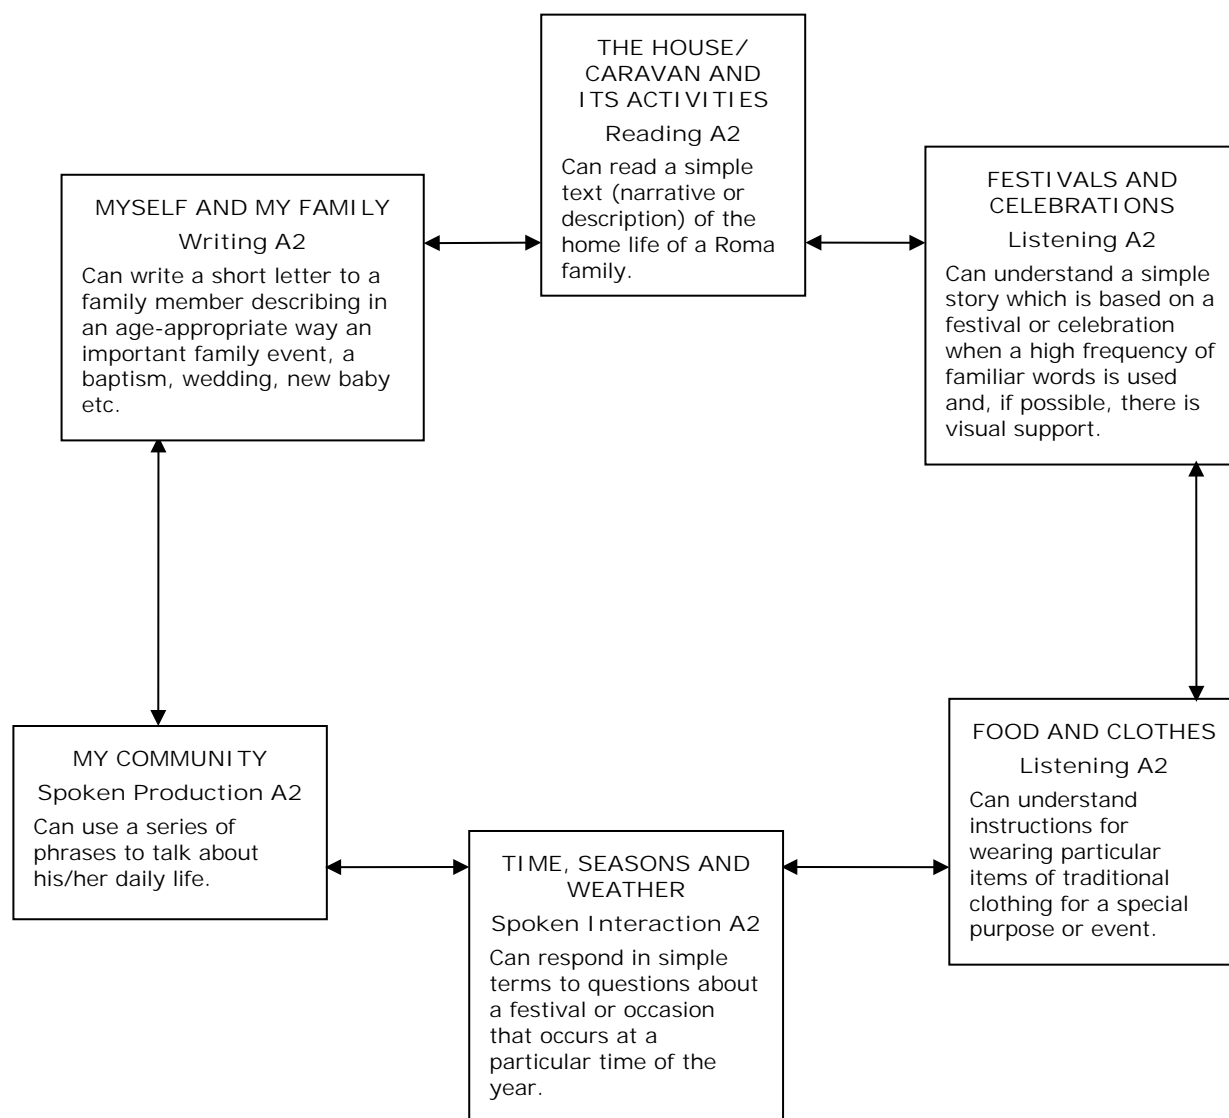 THE HOUSE/
CARAVAN AND
ITS ACTIVITIES
Reading A2
Can read a simple
text (narrative or
description) of the
home life of a Roma
family.
MYSELF AND MY FAMILY
Writing A2
Can write a short letter to a
family member describing in
an age-appropriate way an
important family event, a
baptism, wedding, new baby
etc.
FESTIVALS AND
CELEBRATIONS
Listening A2
Can understand a simple
story which is based on a
festival or celebration
when a high frequency of
familiar words is used
and, if possible, there is
visual support.
MY COMMUNITY
Spoken Production A2
Can use a series of
phrases to talk about
his/her daily life.
TIME, SEASONS AND
WEATHER
Spoken Interaction A2
Can respond in simple
terms to questions about
a festival or occasion
that occurs at a
particular time of the
year.
FOOD AND CLOTHES
Listening A2
Can understand
instructions for
wearing particular
items of traditional
clothing for a special
purpose or event.